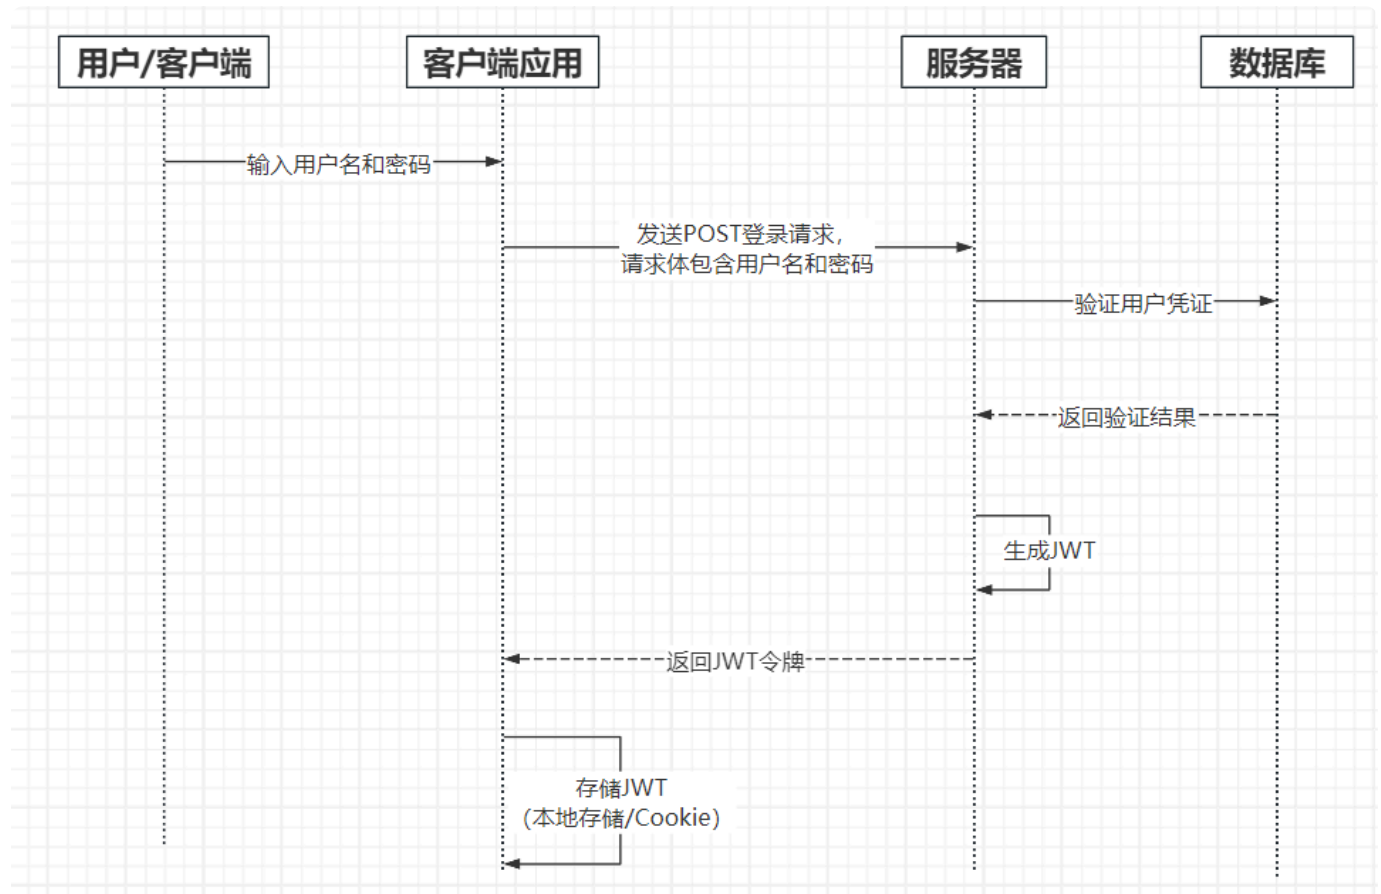 用户/客户端
客户端应用
服务器
数据库
输入用户名和密码
发送POST登录请求，
请求体包含用户名和密码
验证用户凭证
返回验证结果
生成JWT
返回JWT令牌
存储JWT
（本地存储/Cookie）